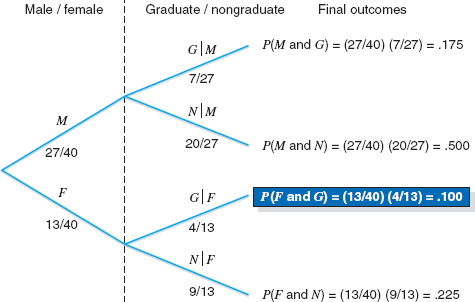 Male / female
Graduate / nongraduate
Final outcomes
G|M
7/27
P(M and G) = (27/40) (7/27) = .175
M
27/40
N|M
20/27
P(M and N) = (27/40) (20/27) = .500
F
13/40
G|F
4/13
P(F and G) = (13/40) (4/13) = .100
N|F
9/13
P(F and N) = (13/40) (9/13) = .225